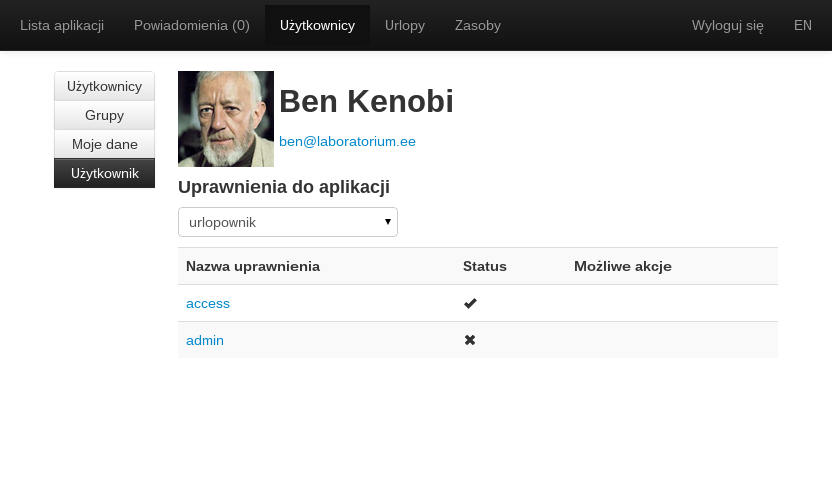 Lista aplikacji Powiadomienia (0) Użytkownicy Urlopy Zasoby Wyloguj się EN
Użytkownicy
Grupy
Moje dane
Użytkownik
Ben Kenobi
ben@laboratorium.ee
Uprawnienia do aplikacji
urlopownik
Nazwa uprawnienia Status Możliwe akcje
access
admin